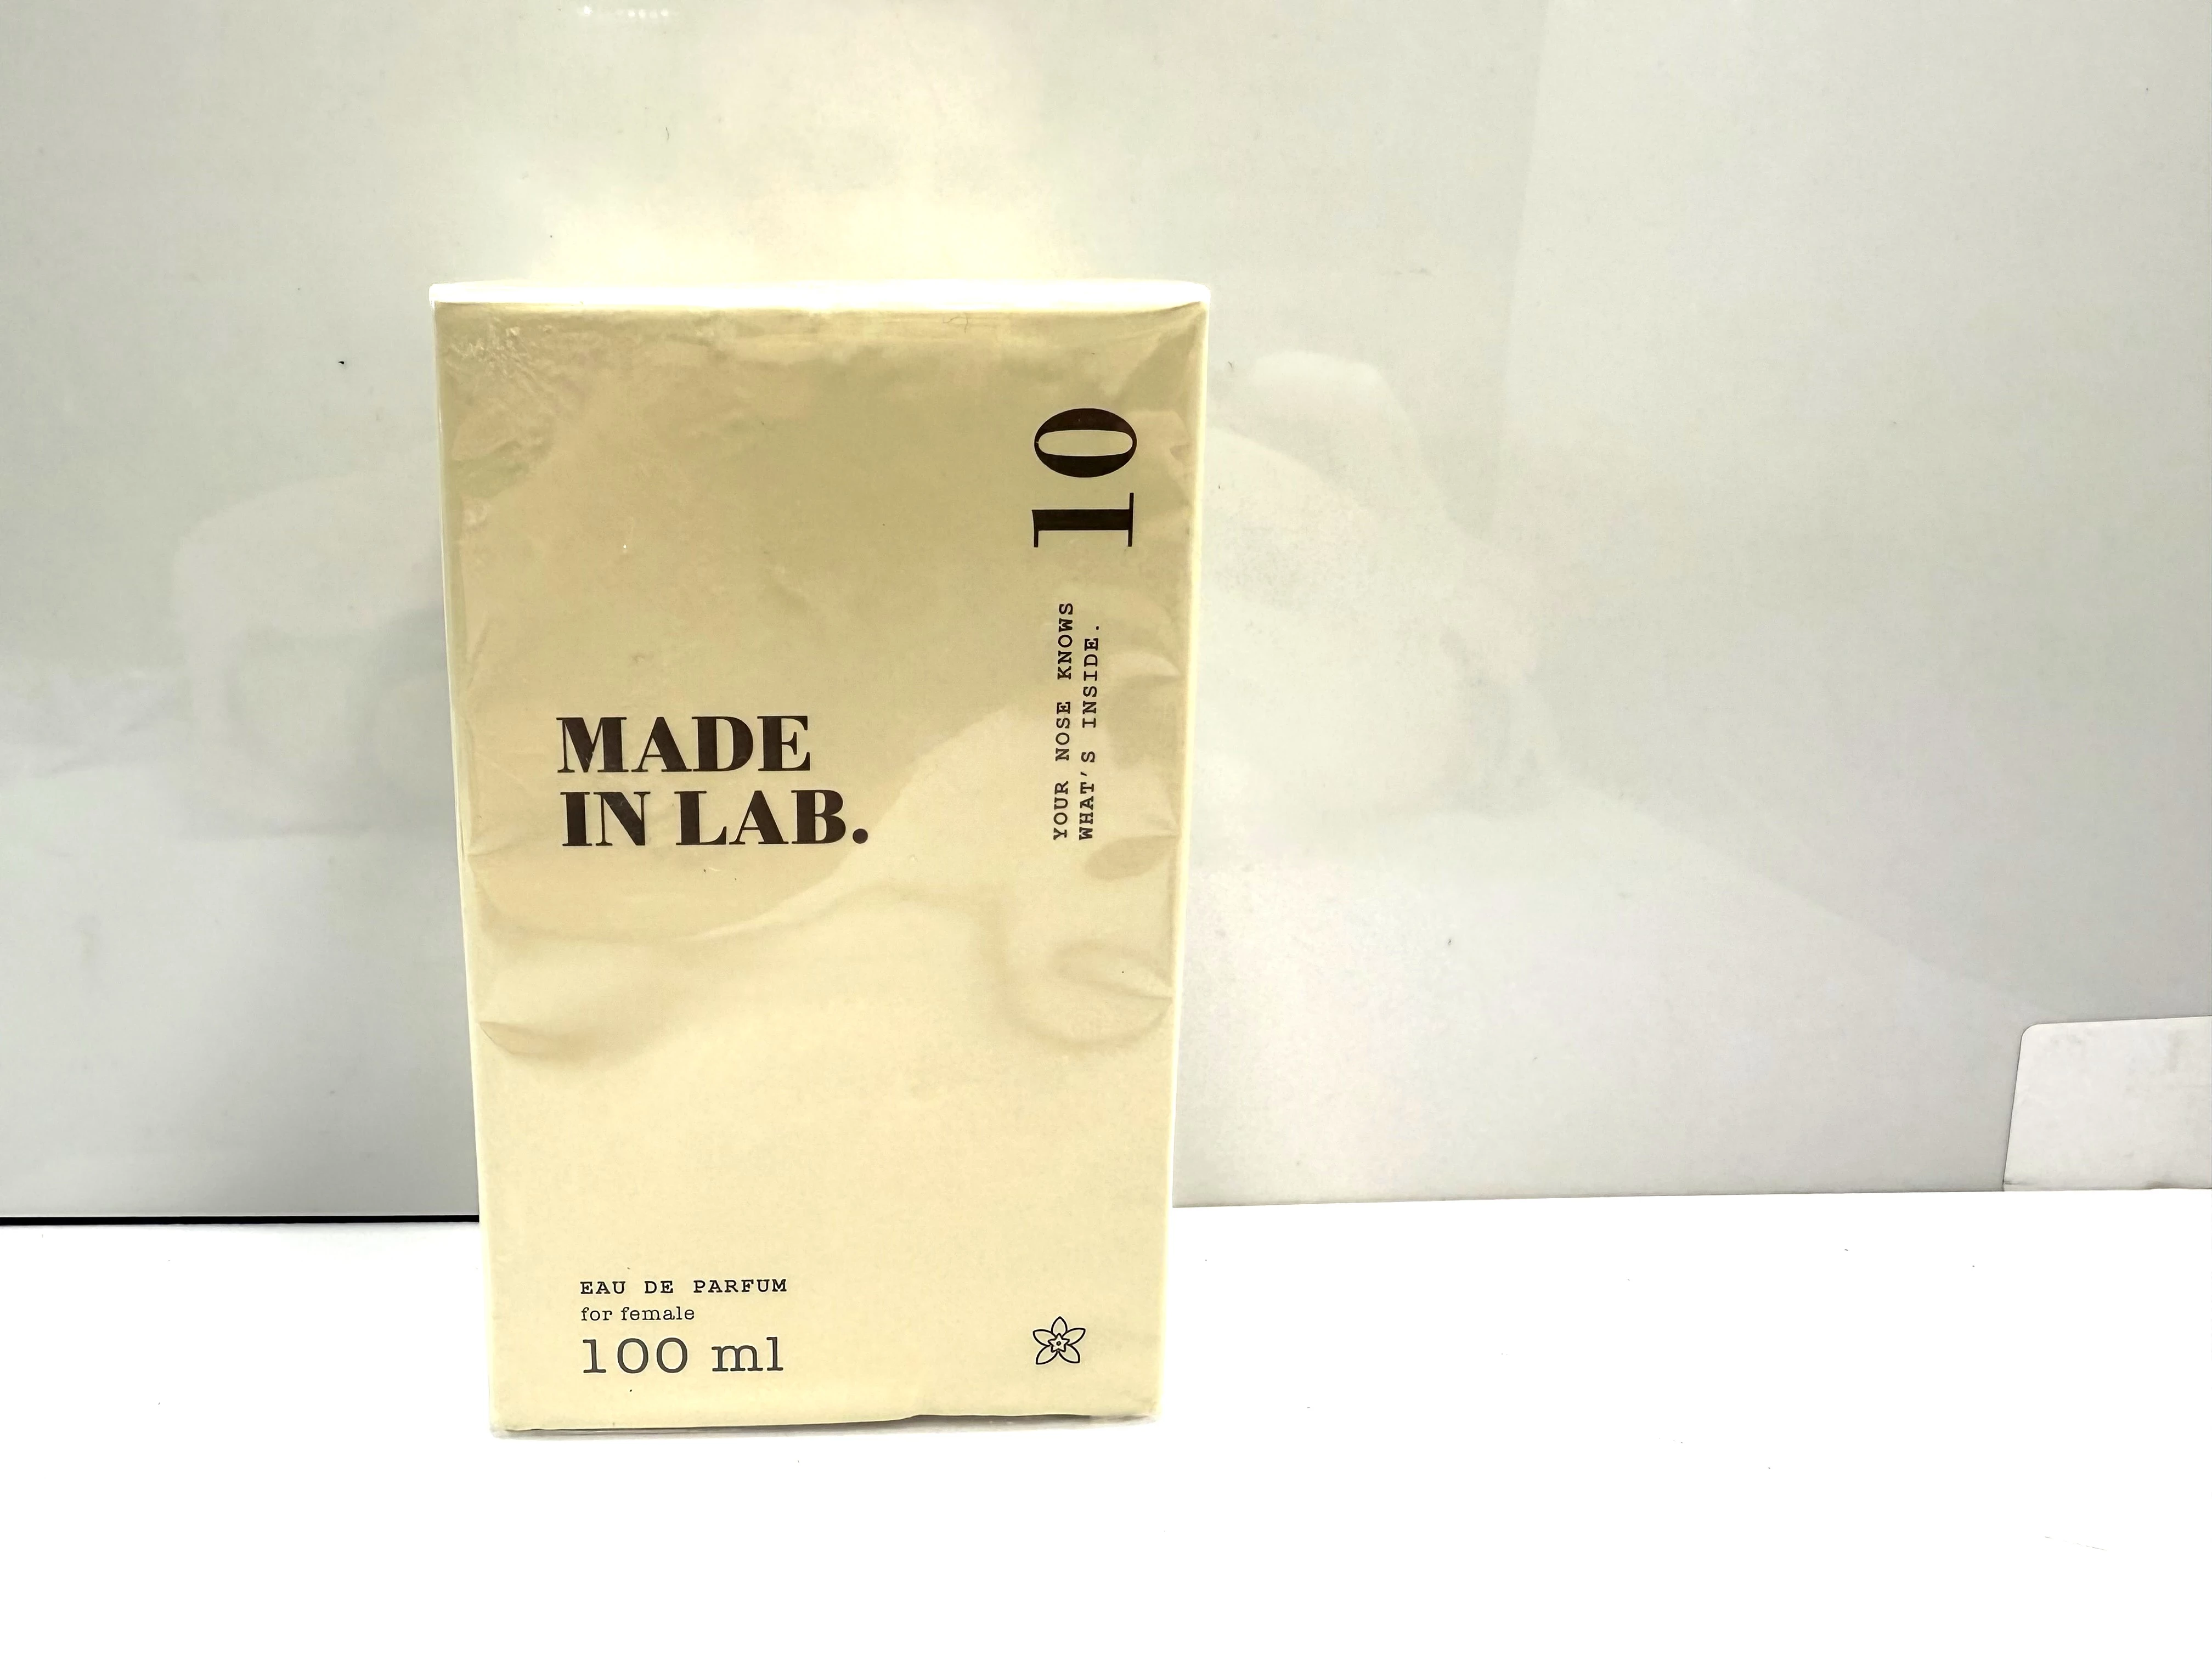 10
YOUR NOSE KNOWS
WHAT'S INSIDE.
MADE
IN LAB.
EAU DE PARFUM
for female
100 ml